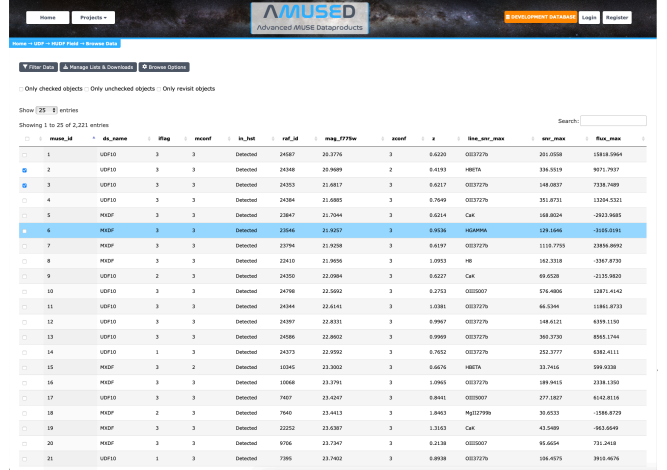 Home Projects
AMUSED
Advanced MUSE Dataproducts
DEVELOPMENT DATABASE Login Register
Home → UDF → HUDF Field → Browse Data
Filter Data Manage Lists & Downloads Browse Options
Only checked objects Only unchecked objects Only revisit objects
Show 25 entries
Search:
Showing 1 to 25 of 2,221 entries
muse_id ds_name iflag mconf in_hst raf_id mag_f775w zconf z line_snr_max snr_max flux_max
1 UDF10 3 3 Detected 24587 20.3776 3 0.6220 OII3727b 201.0558 15818.5964
2 UDF10 3 3 Detected 24348 20.9689 2 0.4193 HBETA 336.5519 9071.7937
3 UDF10 3 3 Detected 24353 21.6817 3 0.6217 OII3727b 148.0837 7338.7489
4 UDF10 3 3 Detected 24384 21.6885 3 0.7649 OII3727b 351.8731 13204.5321
5 MXDF 3 3 Detected 23847 21.7044 3 0.6214 CaK 168.8024 -2923.9685
6 MXDF 3 3 Detected 23546 21.9257 3 0.9536 HGAMMA 129.1646 -3105.0191
7 MXDF 3 3 Detected 23794 21.9258 3 0.6197 OII3727b 1110.7755 23856.8692
8 MXDF 3 3 Detected 22410 21.9656 3 1.0953 H8 162.3318 -3367.8730
9 UDF10 2 3 Detected 24350 22.0984 3 0.6227 CaK 69.6528 -2135.9820
10 UDF10 3 3 Detected 24798 22.5692 3 0.2753 OIII5007 576.4806 12871.4142
11 UDF10 3 3 Detected 24344 22.6141 3 1.0381 OII3727b 66.5344 11861.8733
12 UDF10 3 3 Detected 24397 22.8331 3 0.9967 OII3727b 148.6121 6359.1150
13 UDF10 3 3 Detected 24586 22.8602 3 0.9969 OII3727b 360.3730 8565.1744
14 UDF10 1 3 Detected 24373 22.9592 3 0.7652 OII3727b 252.3777 6382.4111
15 MXDF 3 2 Detected 10345 23.3002 3 0.6676 HBETA 33.7416 599.9338
16 MXDF 3 3 Detected 10068 23.3791 3 1.0965 OII3727b 189.9415 2338.1350
17 UDF10 3 3 Detected 7407 23.4247 3 0.8441 OIII5007 277.1827 6142.8116
18 MXDF 2 3 Detected 7640 23.4413 3 1.8463 MgII2799b 30.6533 -1586.8729
19 MXDF 3 3 Detected 22252 23.6387 3 1.3163 CaK 43.5489 -963.6649
20 MXDF 3 3 Detected 9706 23.7347 3 0.2138 OIII5007 95.6654 731.2418
21 UDF10 1 3 Detected 7395 23.7402 3 0.8938 OII3727b 106.4575 3910.4676